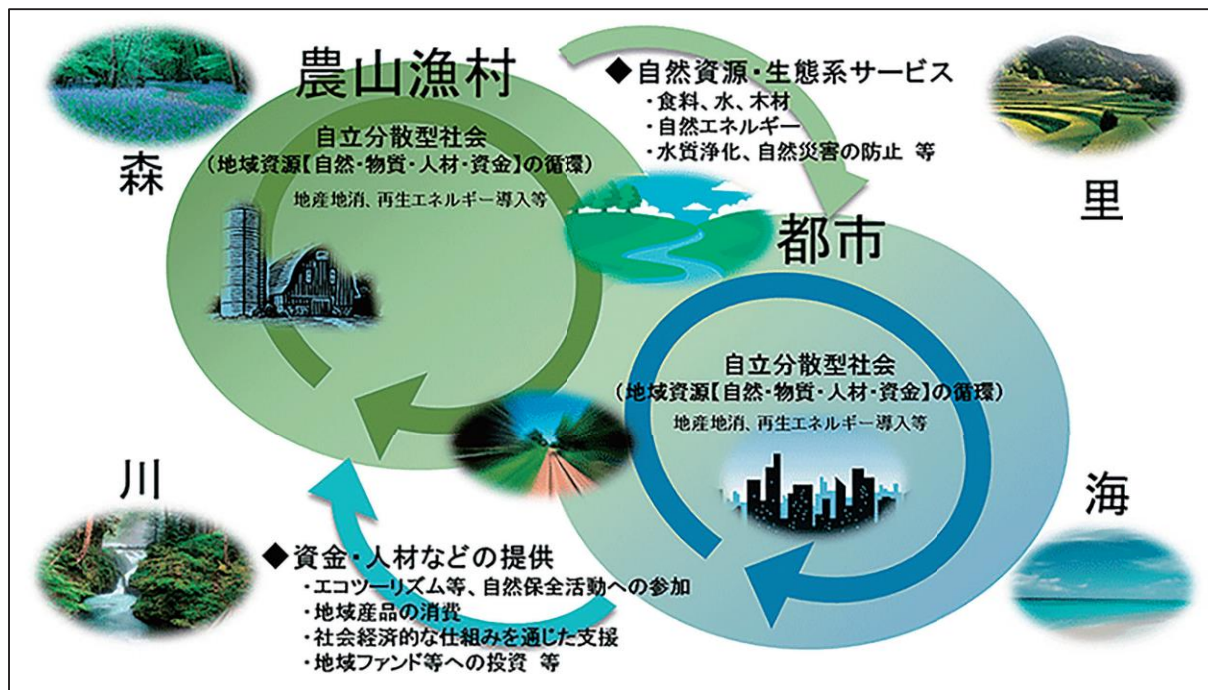 農山漁村
自立分散型社会
(地域資源【自然・物質・人材・資金】の循環)
地産地消、再生エネルギー導入等
◆自然資源・生態系サービス
・食料、水、木材
・自然エネルギー
・水質浄化、自然災害の防止 等
森
里
都市
自立分散型社会
(地域資源【自然・物質・人材・資金】の循環)
地産地消、再生エネルギー導入等
川
海
◆資金・人材などの提供
・エコツーリズム等、自然保全活動への参加
・地域産品の消費
・社会経済的な仕組みを通じた支援
・地域ファンド等への投資 等